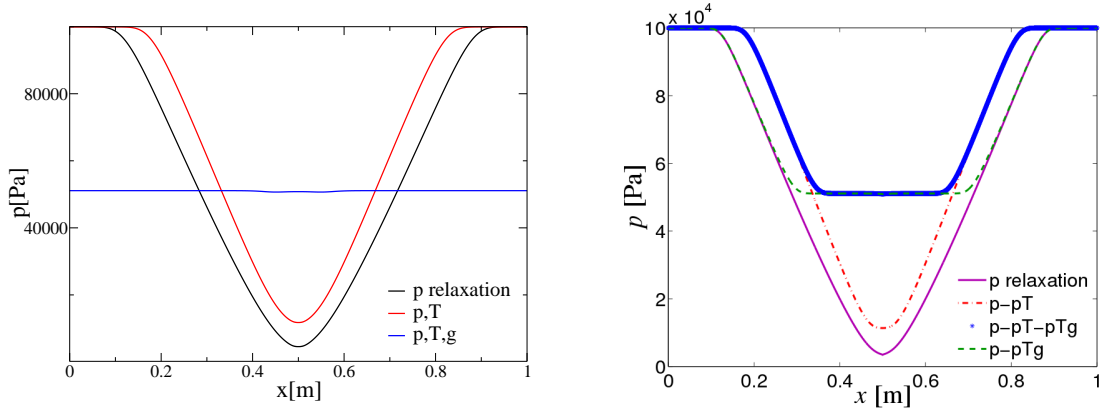 80000
40000
p[Pa]
p relaxation
p,T
p,T,g
0 0.2 0.4 0.6 0.8 1
x[m]
x 10^4
10
8
6
4
2
0
p [Pa]
p relaxation
p−pT
p−pT−pTg
p−pTg
0 0.2 0.4 0.6 0.8 1
x [m]